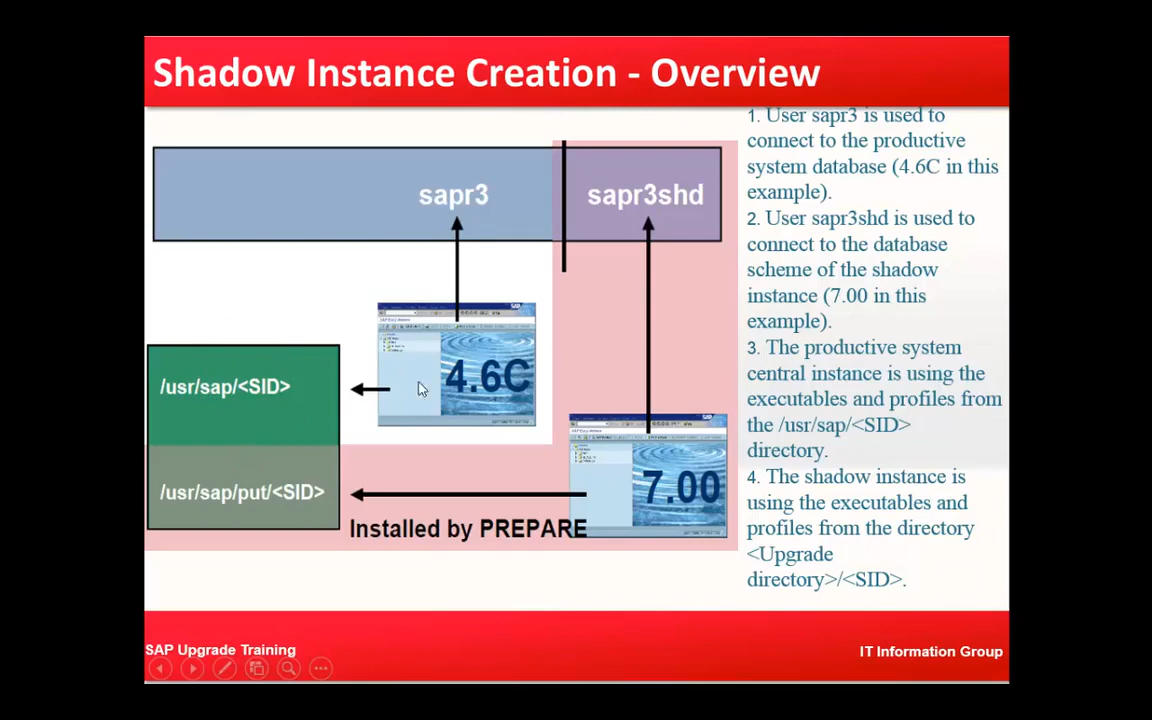 Shadow Instance Creation - Overview
sapr3
sapr3shd
4.6C
/usr/sap/<SID>
7.00
/usr/sap/put/<SID>
Installed by PREPARE
1. User sapr3 is used to
connect to the productive
system database (4.6C in this
example).
2. User sapr3shd is used to
connect to the database
scheme of the shadow
instance (7.00 in this
example).
3. The productive system
central instance is using the
executables and profiles from
the /usr/sap/<SID>
directory.
4. The shadow instance is
using the executables and
profiles from the directory
<Upgrade
directory>/<SID>.
SAP Upgrade Training
IT Information Group